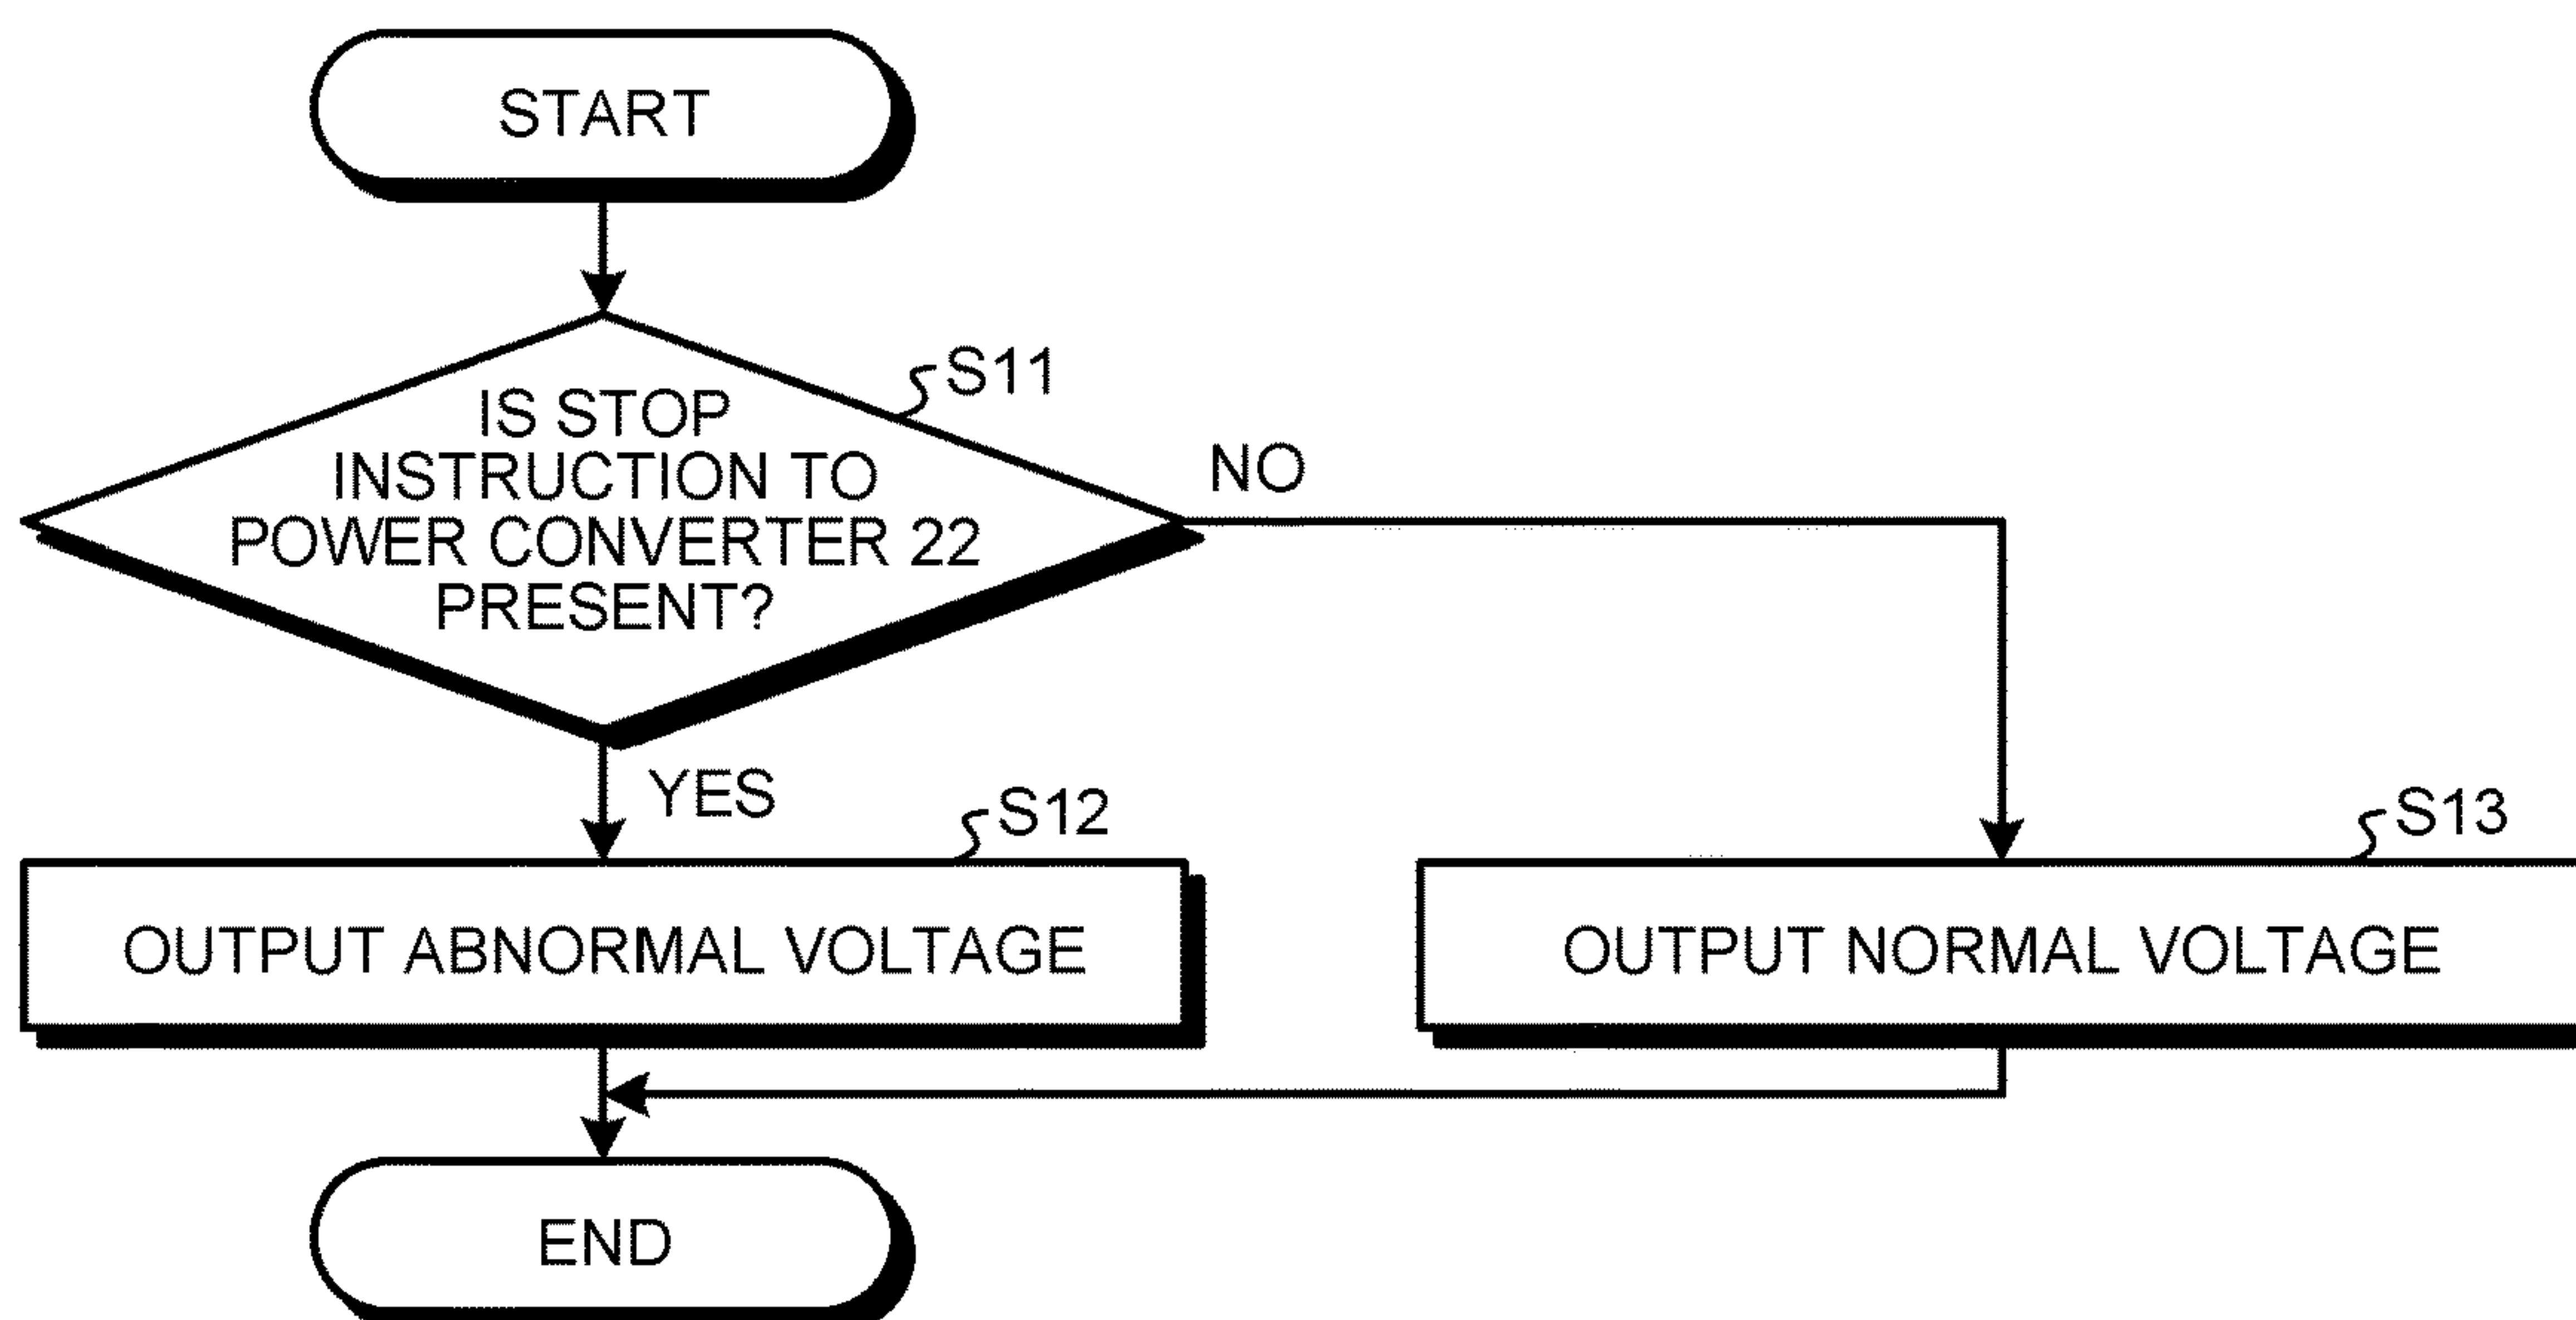 START
S11
IS STOP
INSTRUCTION TO
POWER CONVERTER 22
PRESENT?
NO
YES
S12
OUTPUT ABNORMAL VOLTAGE
S13
OUTPUT NORMAL VOLTAGE
END